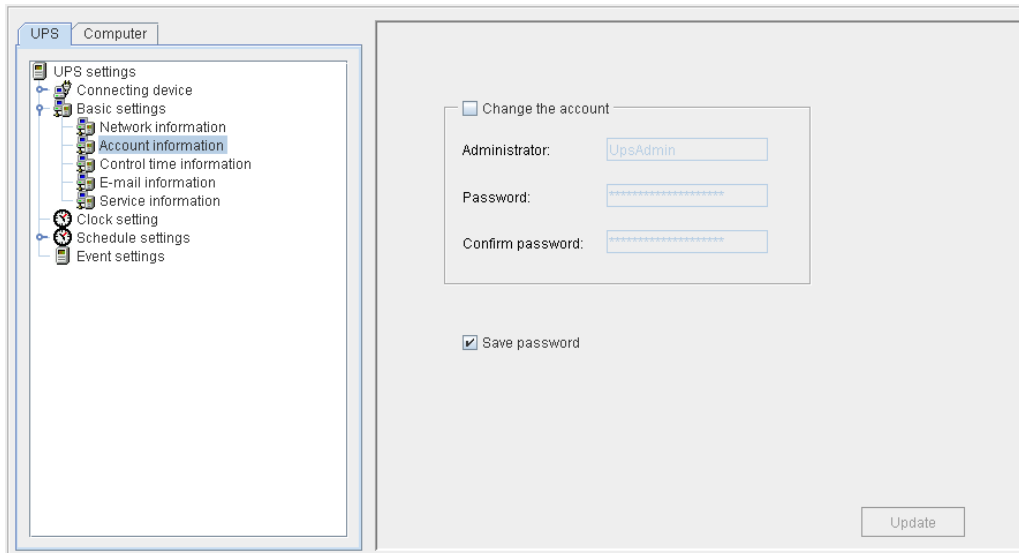 UPS
Computer
UPS settings
Connecting device
Basic settings
Network information
Account information
Control time information
E-mail information
Service information
Clock setting
Schedule settings
Event settings
Change the account
Administrator:
UpsAdmin
Password:
********************
Confirm password:
********************
Save password
Update